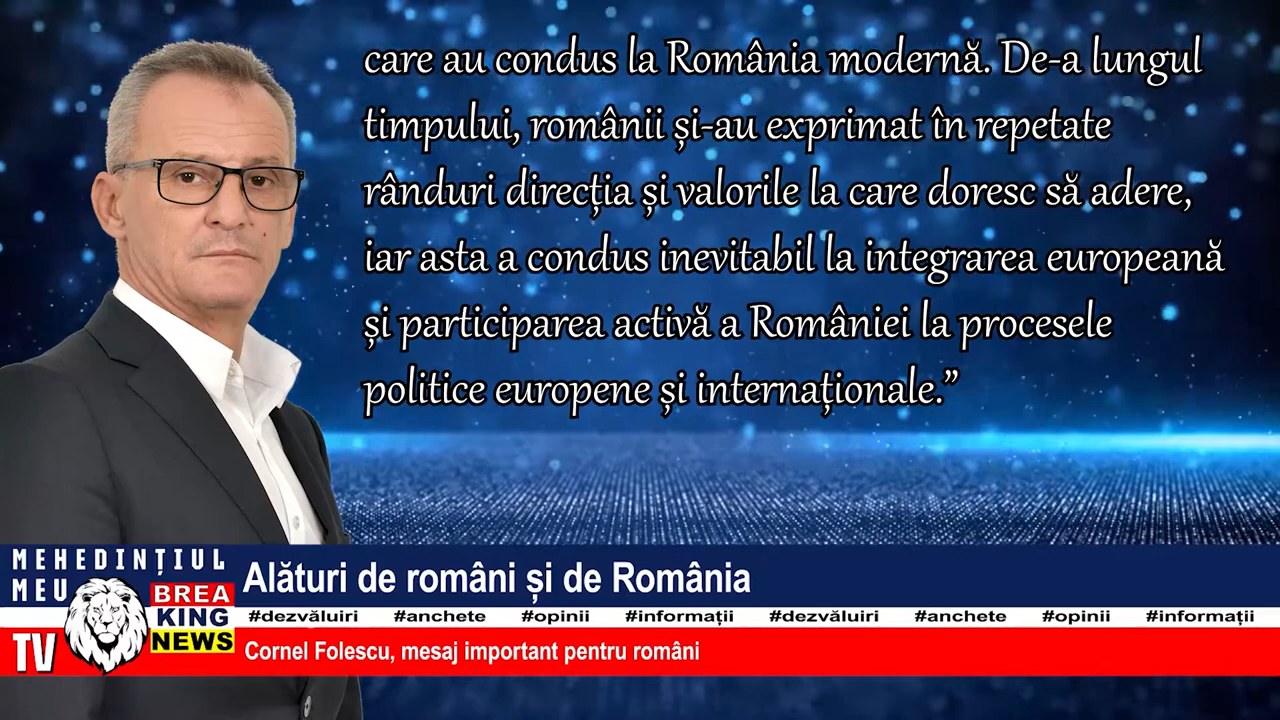 care au condus la România modernă. De-a lungul
timpului, românii și-au exprimat în repetate
rânduri direcția și valorile la care doresc să adere,
iar asta a condus inevitabil la integrarea europeană
și participarea activă a României la procesele
politice europene și internaționale.”
MEHEDINȚIUL
MEU
TV
BREA
KING
NEWS
Alături de români și de România
#dezvăluiri #anchete #opinii #informații #dezvăluiri #anchete #opinii #informații
Cornel Folescu, mesaj important pentru români